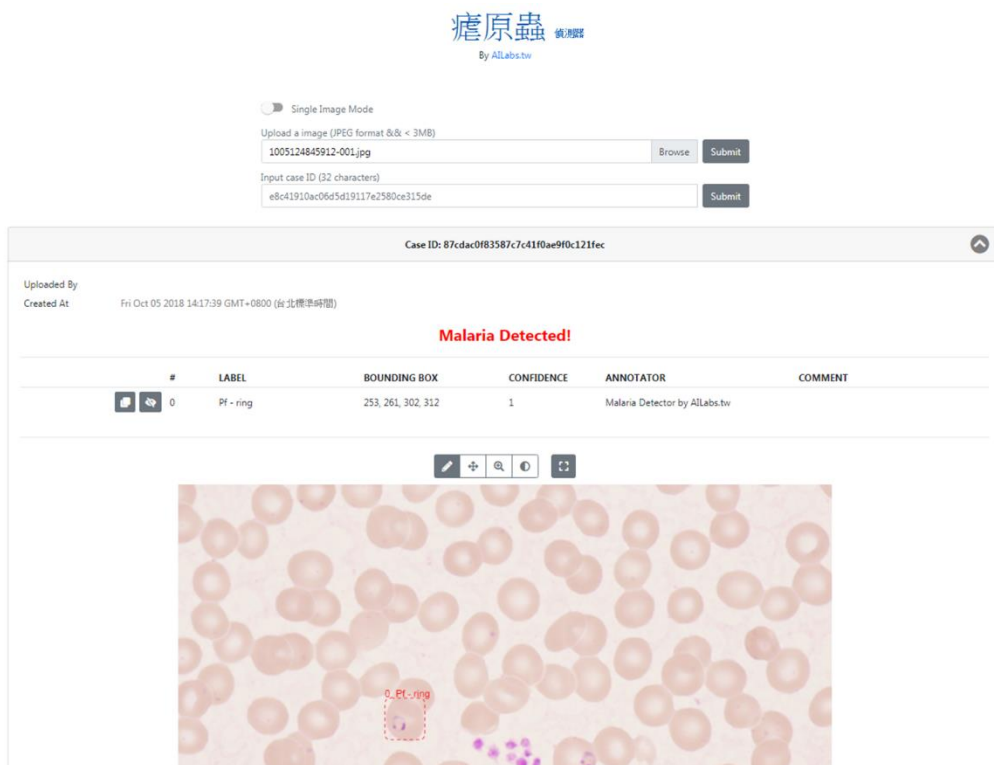 瘧原蟲 偵測器
By AILabs.tw
Single Image Mode
Upload a image (JPEG format && < 3MB)
1005124845912-001.jpg Browse Submit
Input case ID (32 characters)
e8c41910ac06d5d19117e2580ce315de Submit
Case ID: 87cdac0f83587c7c41f0ae9f0c121fec
Uploaded By
Created At Fri Oct 05 2018 14:17:39 GMT+0800 (台北標準時間)
Malaria Detected!
# LABEL BOUNDING BOX CONFIDENCE ANNOTATOR COMMENT
0 Pf - ring 253, 261, 302, 312 1 Malaria Detector by AILabs.tw
0_Pf - ring